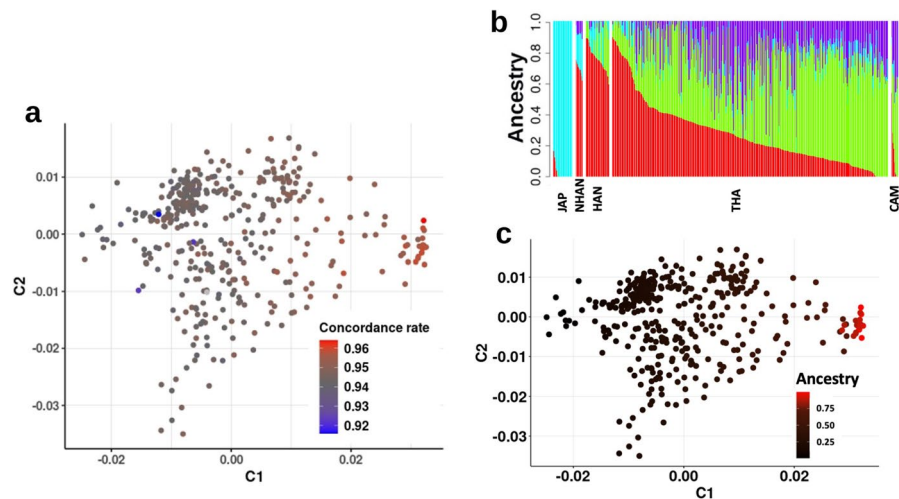 a
C2
0.01
0.00
-0.01
-0.02
-0.03
-0.02
0.00
0.02
C1
Concordance rate
0.96
0.95
0.94
0.93
0.92
b
Ancestry
1.0
0.8
0.6
0.4
0.2
0.0
JAP
NHAN
HAN
THA
CAM
c
C2
0.01
0.00
-0.01
-0.02
-0.03
-0.02
0.00
0.02
C1
Ancestry
0.75
0.50
0.25